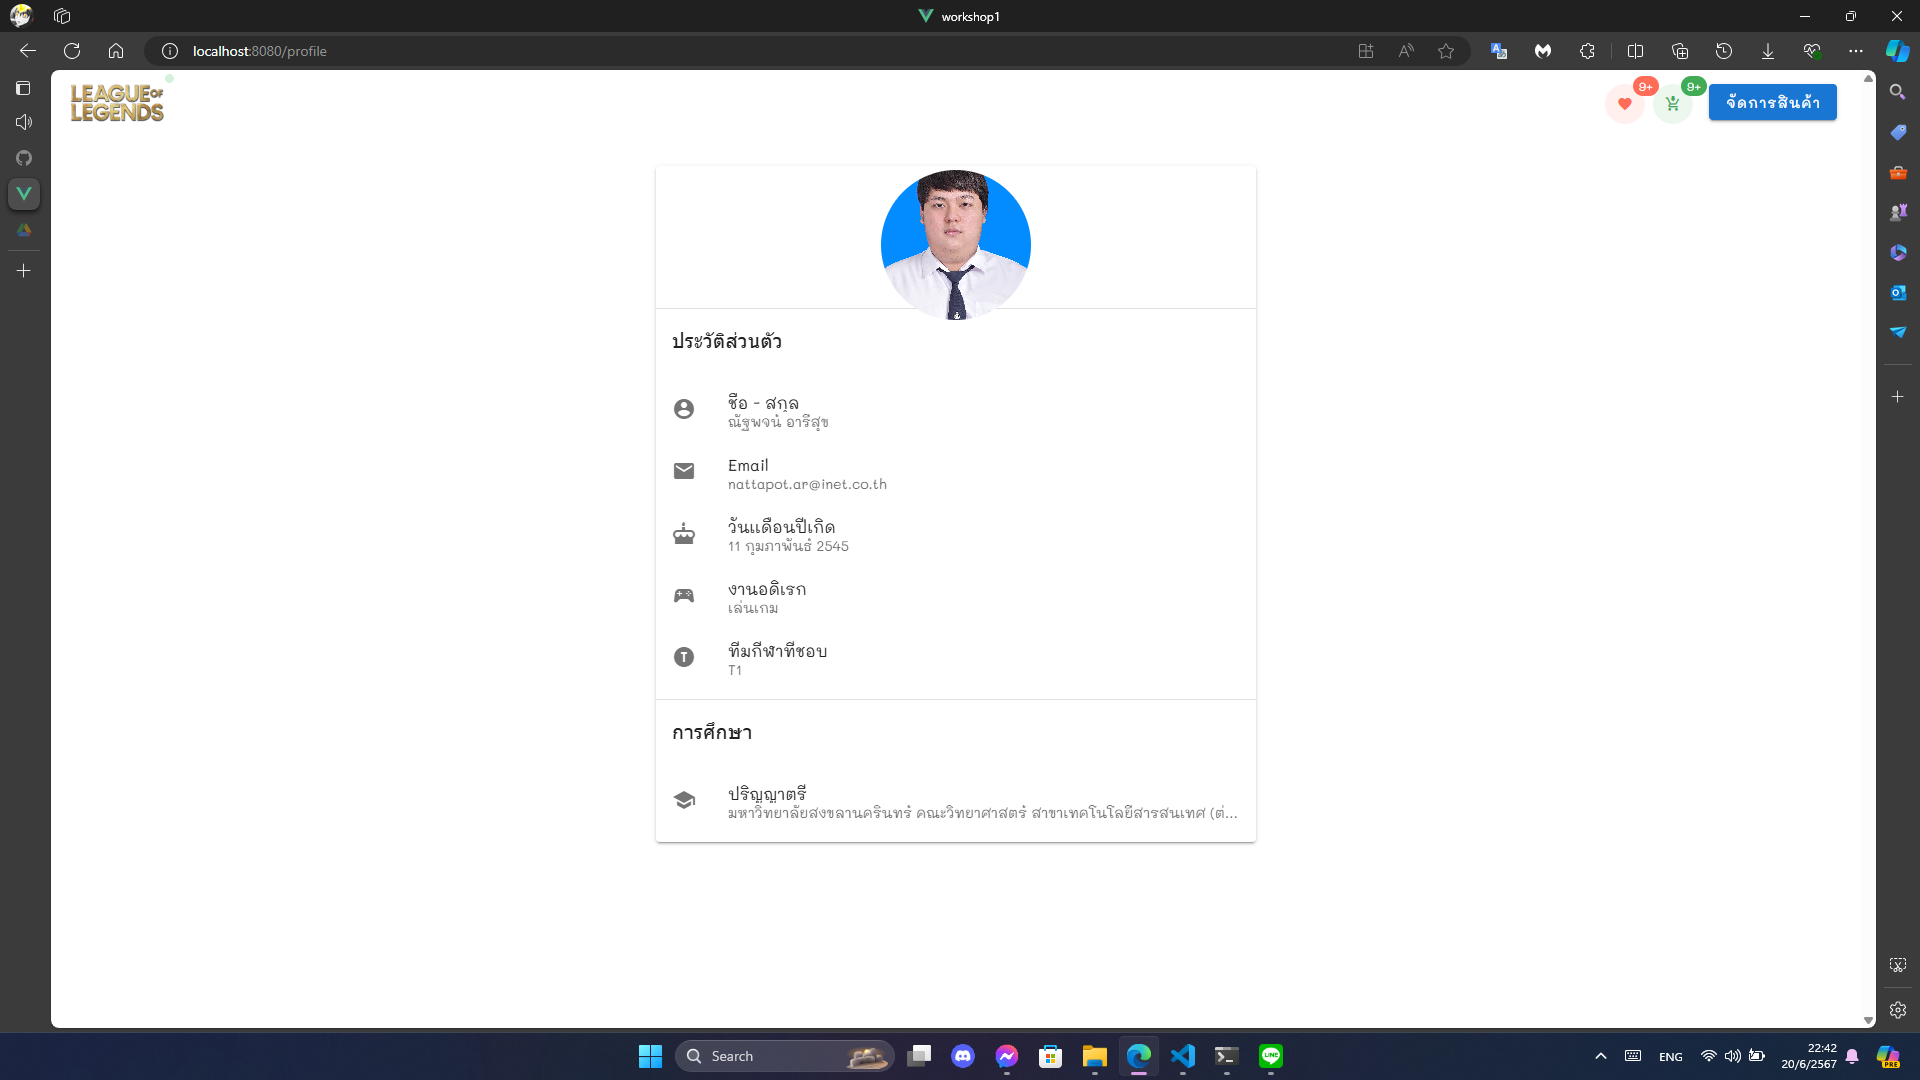 workshop1
localhost:8080/profile
LEAGUE OF
LEGENDS
9+
9+
จัดการสินค้า
ประวัติส่วนตัว
ชื่อ - สกุล
ณัฐพจน์ อารีสุข
Email
nattapot.ar@inet.co.th
วันเดือนปีเกิด
11 กุมภาพันธ์ 2545
งานอดิเรก
เล่นเกม
ทีมกีฬาที่ชอบ
T
T1
การศึกษา
ปริญญาตรี
มหาวิทยาลัยสงขลานครินทร์ คณะวิทยาศาสตร์ สาขาเทคโนโลยีสารสนเทศ (ต่...
Search
ENG
22:42
20/6/2567